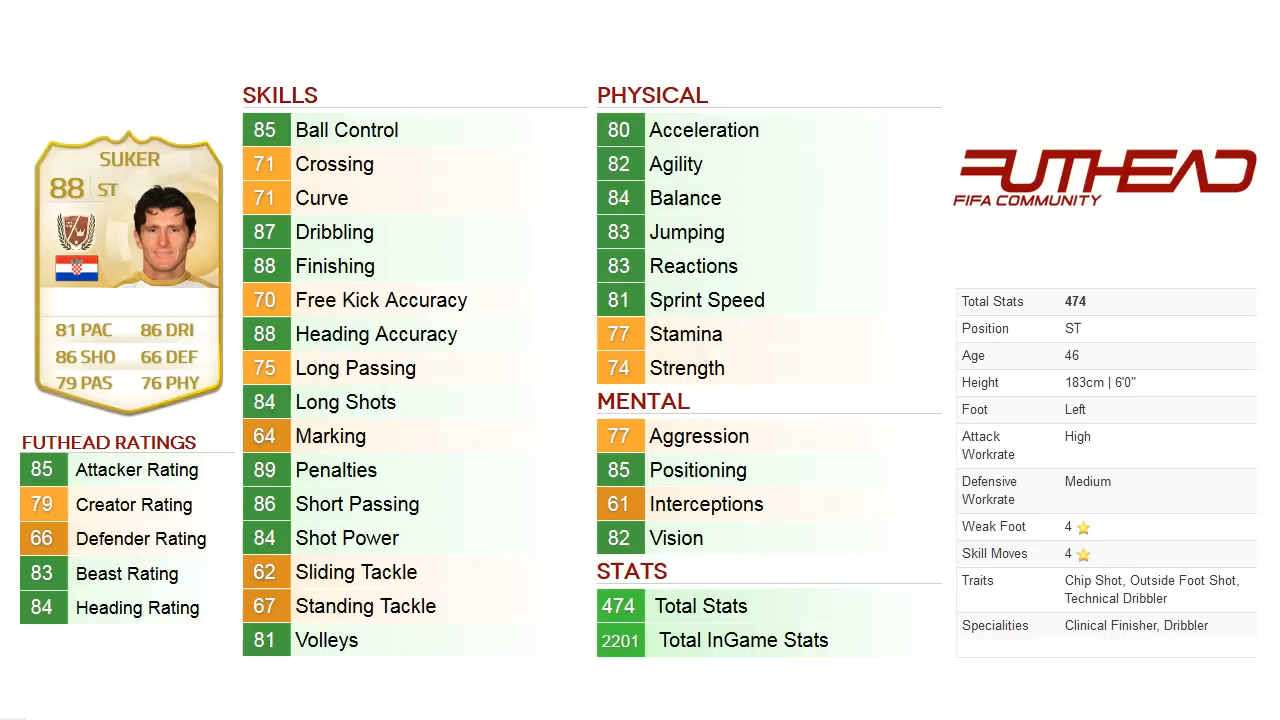 SUKER
88 ST
81 PAC 86 DRI
86 SHO 66 DEF
79 PAS 76 PHY
FUTHEAD RATINGS
85 Attacker Rating
79 Creator Rating
66 Defender Rating
83 Beast Rating
84 Heading Rating
SKILLS
85 Ball Control
71 Crossing
71 Curve
87 Dribbling
88 Finishing
70 Free Kick Accuracy
88 Heading Accuracy
75 Long Passing
84 Long Shots
64 Marking
89 Penalties
86 Short Passing
84 Shot Power
62 Sliding Tackle
67 Standing Tackle
81 Volleys
PHYSICAL
80 Acceleration
82 Agility
84 Balance
83 Jumping
83 Reactions
81 Sprint Speed
77 Stamina
74 Strength
MENTAL
77 Aggression
85 Positioning
61 Interceptions
82 Vision
STATS
474 Total Stats
2201 Total InGame Stats
FUTHEAD
FIFA COMMUNITY
Total Stats 474
Position ST
Age 46
Height 183cm | 6'0"
Foot Left
Attack High
Workrate
Defensive Medium
Workrate
Weak Foot 4
Skill Moves 4
Traits Chip Shot, Outside Foot Shot,
Technical Dribbler
Specialities Clinical Finisher, Dribbler